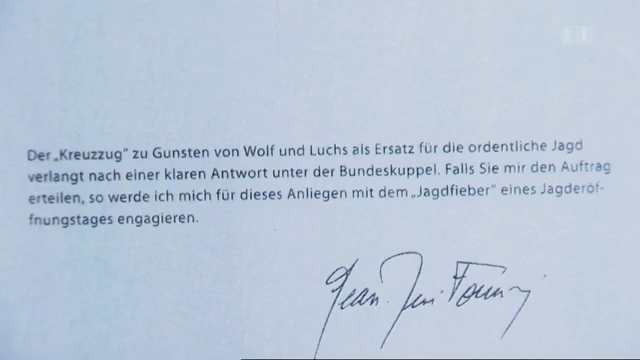 Der „Kreuzzug" zu Gunsten von Wolf und Luchs als Ersatz für die ordentliche Jagd
verlangt nach einer klaren Antwort unter der Bundeskuppel. Falls Sie mir den Auftrag
erteilen, so werde ich mich für dieses Anliegen mit dem „Jagdfieber" eines Jagderöf-
fnungstages engagieren.
Jean-